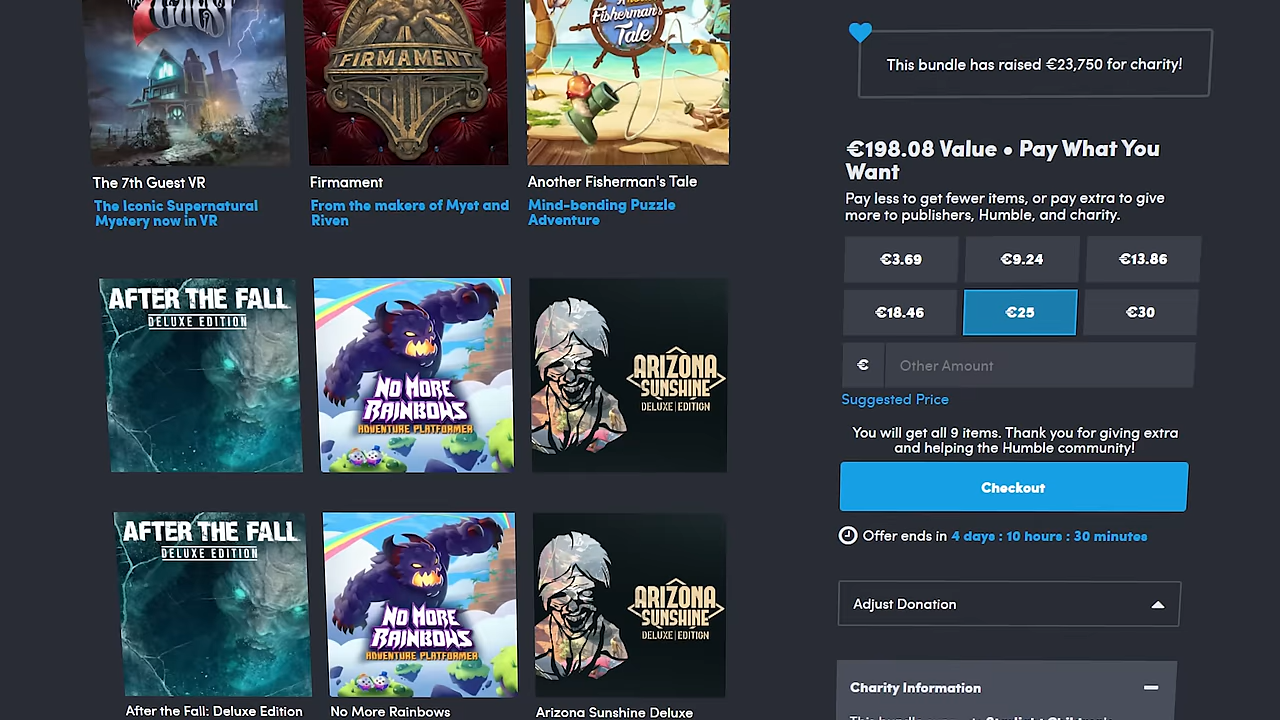 GUEST
FIRMAMENT
Fisherman's
Tale
The 7th Guest VR
The Iconic Supernatural
Mystery now in VR
Firmament
From the makers of Myst and
Riven
Another Fisherman's Tale
Mind-bending Puzzle
Adventure
AFTER THE FALL
DELUXE EDITION
NO MORE
RAINBOWS
ADVENTURE PLATFORMER
ARIZONA
SUNSHINE
DELUXE | EDITION
AFTER THE FALL
DELUXE EDITION
NO MORE
RAINBOWS
ADVENTURE PLATFORMER
ARIZONA
SUNSHINE
DELUXE | EDITION
After the Fall: Deluxe Edition
No More Rainbows
Arizona Sunshine Deluxe
This bundle has raised €23,750 for charity!
€198.08 Value • Pay What You
Want
Pay less to get fewer items, or pay extra to give
more to publishers, Humble, and charity.
€3.69 €9.24 €13.86
€18.46 €25 €30
€ Other Amount
Suggested Price
You will get all 9 items. Thank you for giving extra
and helping the Humble community!
Checkout
Offer ends in 4 days : 10 hours : 30 minutes
Adjust Donation
Charity Information